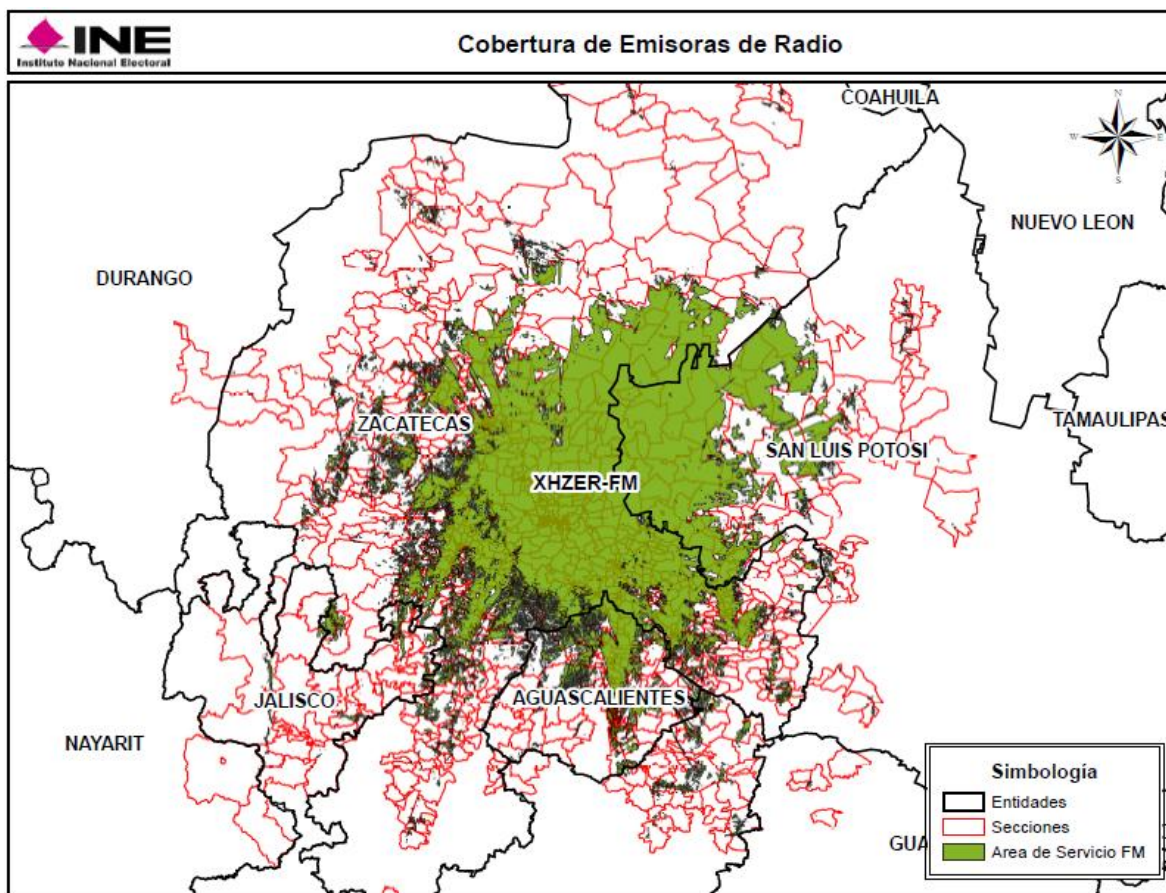 INE
Instituto Nacional Electoral
Cobertura de Emisoras de Radio
COAHUILA
N
W E
S
NUEVO LEON
DURANGO
TAMAULIPAS
ZACATECAS
SAN LUIS POTOSI
XHZER-FM
JALISCO
AGUASCALIENTES
NAYARIT
GUA
Simbología
Entidades
Secciones
Area de Servicio FM